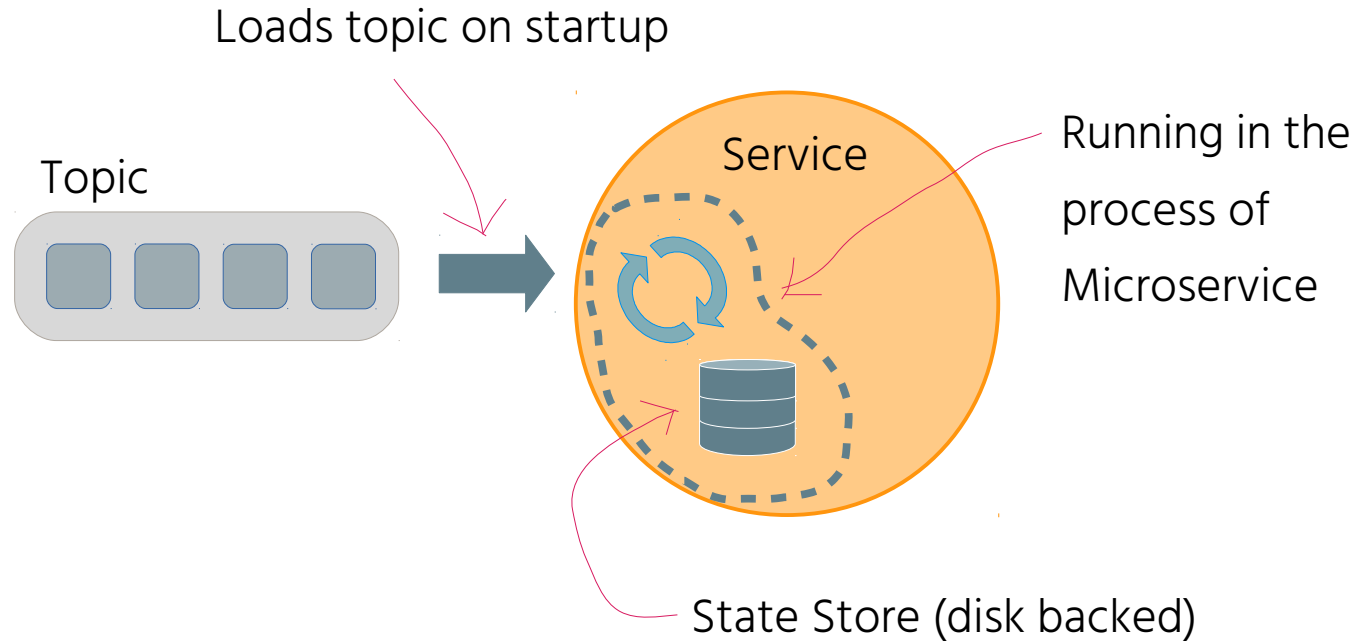 Loads topic on startup
Topic
Service
Running in the
process of
Microservice
State Store (disk backed)